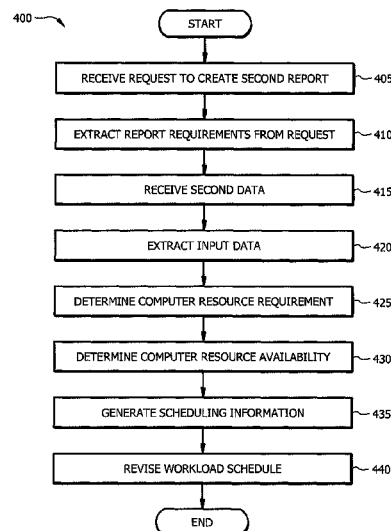 400
START
RECEIVE REQUEST TO CREATE SECOND REPORT
405
EXTRACT REPORT REQUIREMENTS FROM REQUEST
410
RECEIVE SECOND DATA
415
EXTRACT INPUT DATA
420
DETERMINE COMPUTER RESOURCE REQUIREMENT
425
DETERMINE COMPUTER RESOURCE AVAILABILITY
430
GENERATE SCHEDULING INFORMATION
435
REVISE WORKLOAD SCHEDULE
440
END